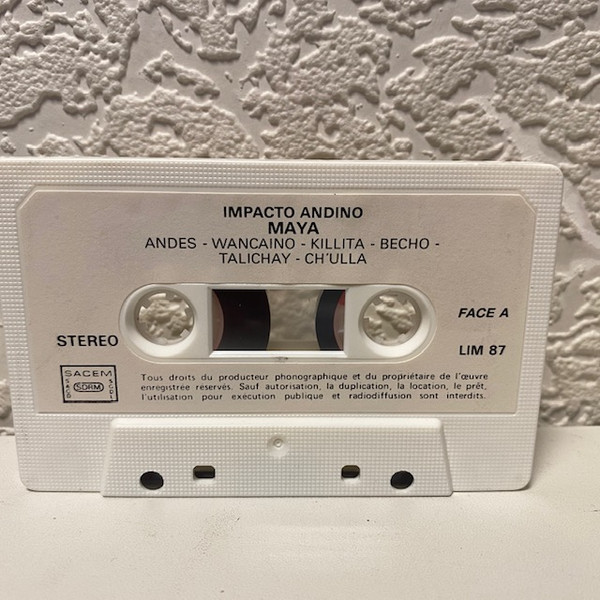 IMPACTO ANDINO
MAYA
ANDES - WANCAINO - KILLITA - BECHO -
TALICHAY - CH'ULLA
FACE A
STEREO
LIM 87
SACEM
SDRM
Tous droits du producteur phonographique et du propriétaire de l'œuvre
enregistrée réservés. Sauf autorisation, la duplication, la location, le prêt,
l'utilisation pour exécution publique et radiodiffusion sont interdits.